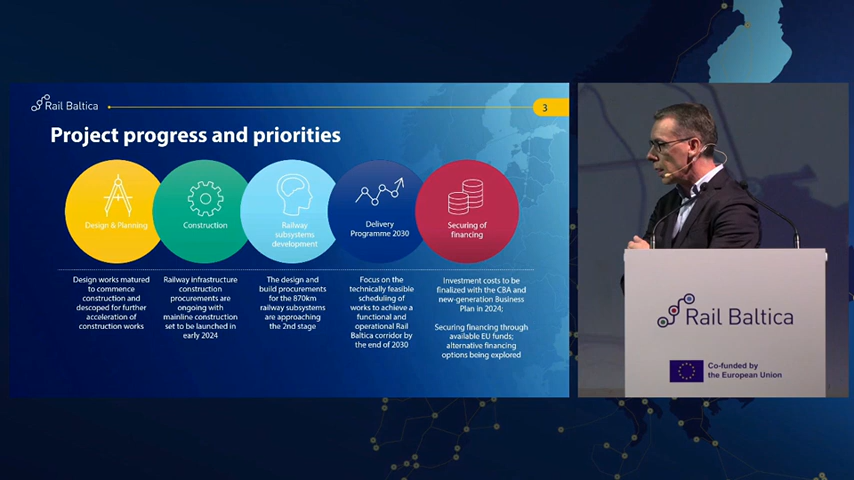 Rail Baltica
3
Project progress and priorities
Design & Planning
Construction
Railway
subsystems
development
Delivery
Programme 2030
Securing of
financing
Design works matured
to commence
construction and
descoped for further
acceleration of
construction works
Railway infrastructure
construction
procurements are
ongoing with
mainline construction
set to be launched in
early 2024
The design and
build procurements
for the 870km
railway subsystems
are approaching
the 2nd stage
Focus on the
technically feasible
scheduling of
works to achieve a
functional and
operational Rail
Baltica corridor by
the end of 2030
Investment costs to be
finalized with the CBA and
new-generation Business
Plan in 2024;
Securing financing through
available EU funds;
alternative financing
options being explored
Rail Baltica
Co-funded by
the European Union